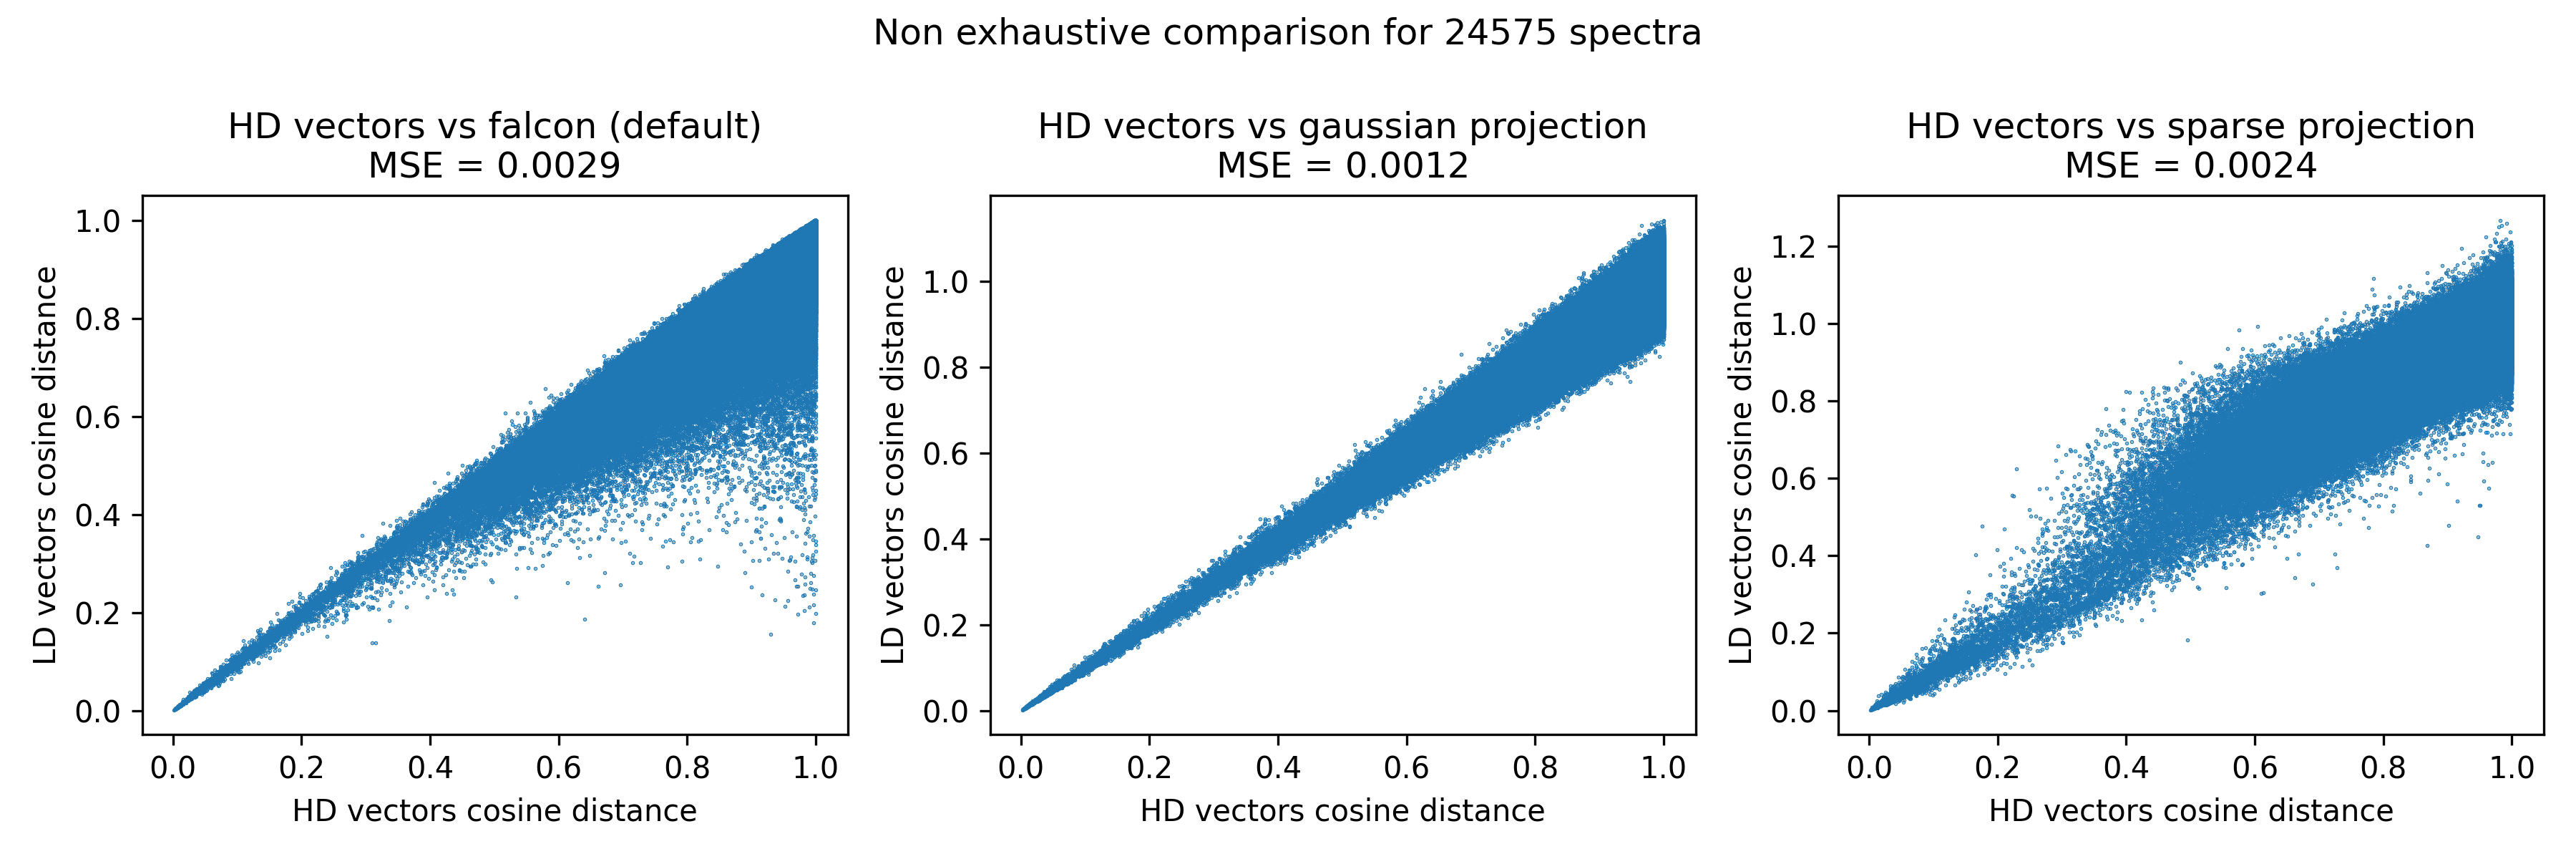 Non exhaustive comparison for 24575 spectra
HD vectors vs falcon (default)
MSE = 0.0029
1.0
0.8
0.6
0.4
0.2
0.0
LD vectors cosine distance
0.0 0.2 0.4 0.6 0.8 1.0
HD vectors cosine distance
HD vectors vs gaussian projection
MSE = 0.0012
1.0
0.8
0.6
0.4
0.2
0.0
LD vectors cosine distance
0.0 0.2 0.4 0.6 0.8 1.0
HD vectors cosine distance
HD vectors vs sparse projection
MSE = 0.0024
1.2
1.0
0.8
0.6
0.4
0.2
0.0
LD vectors cosine distance
0.0 0.2 0.4 0.6 0.8 1.0
HD vectors cosine distance